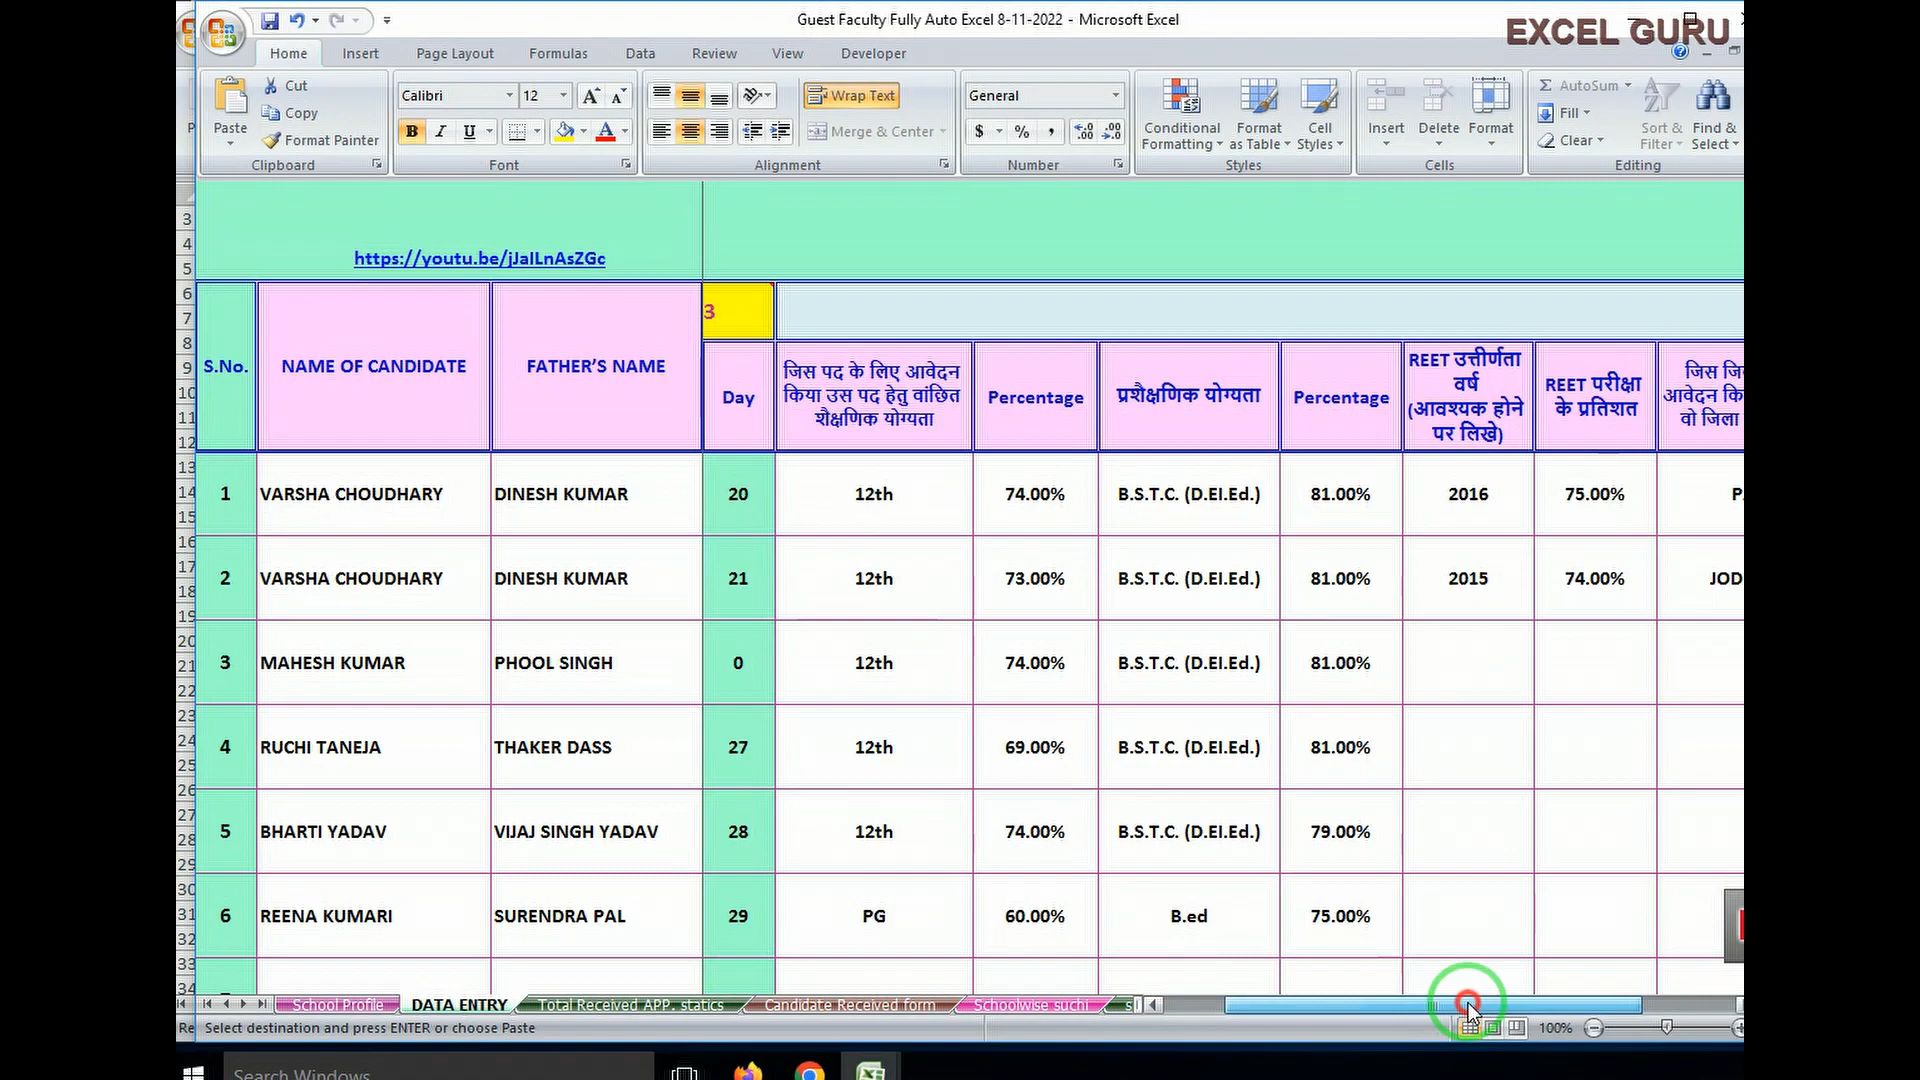 Guest Faculty Fully Auto Excel 8-11-2022 - Microsoft Excel
EXCEL GURU
Home Insert Page Layout Formulas Data Review View Developer
Paste
Cut
Copy
Format Painter
Clipboard
Calibri 12
B I U
Font
Wrap Text
Merge & Center
Alignment
General
$ % ,
Number
Conditional Formatting
Format as Table
Cell Styles
Styles
Insert Delete Format
Cells
AutoSum
Fill
Clear
Sort & Filter
Find & Select
Editing
https://youtu.be/jJaILnAsZGc
3
S.No. NAME OF CANDIDATE FATHER'S NAME Day जिस पद के लिए आवेदन किया उस पद हेतु वांछित शैक्षणिक योग्यता Percentage प्रशैक्षणिक योग्यता Percentage REET उत्तीर्णता वर्ष (आवश्यक होने पर लिखे) REET परीक्षा के प्रतिशत
1 VARSHA CHOUDHARY DINESH KUMAR 20 12th 74.00% B.S.T.C. (D.EI.Ed.) 81.00% 2016 75.00%
2 VARSHA CHOUDHARY DINESH KUMAR 21 12th 73.00% B.S.T.C. (D.EI.Ed.) 81.00% 2015 74.00% JOD
3 MAHESH KUMAR PHOOL SINGH 0 12th 74.00% B.S.T.C. (D.EI.Ed.) 81.00%
4 RUCHI TANEJA THAKER DASS 27 12th 69.00% B.S.T.C. (D.EI.Ed.) 81.00%
5 BHARTI YADAV VIJAJ SINGH YADAV 28 12th 74.00% B.S.T.C. (D.EI.Ed.) 79.00%
6 REENA KUMARI SURENDRA PAL 29 PG 60.00% B.ed 75.00%
School Profile DATA ENTRY Total Received APP. statics Candidate Received form Schoolwise suchi
Select destination and press ENTER or choose Paste
100%
Search Windows